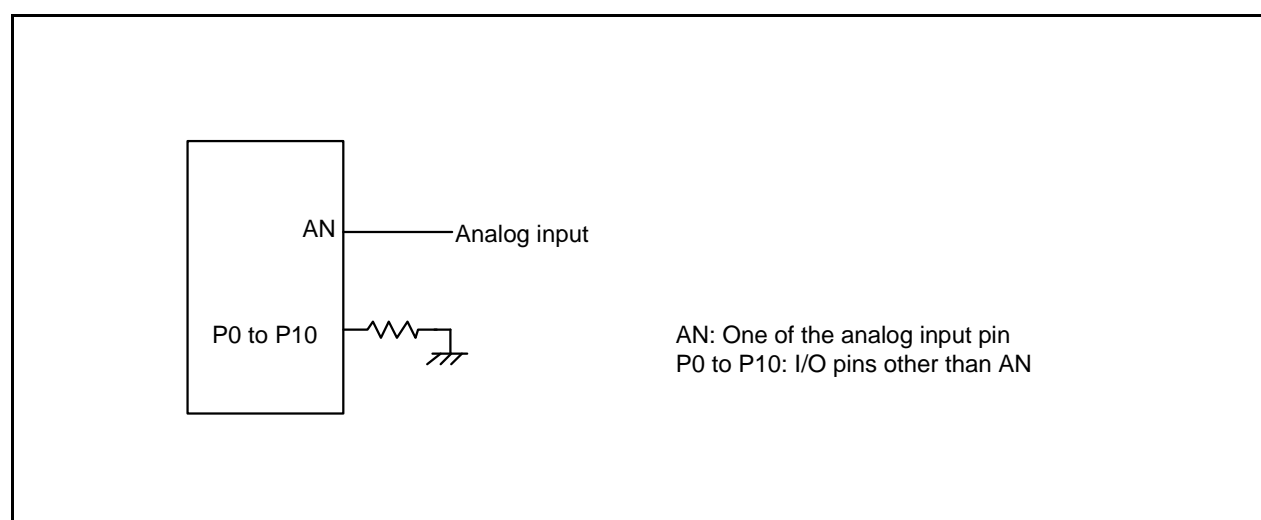 AN
Analog input
P0 to P10
AN: One of the analog input pin
P0 to P10: I/O pins other than AN